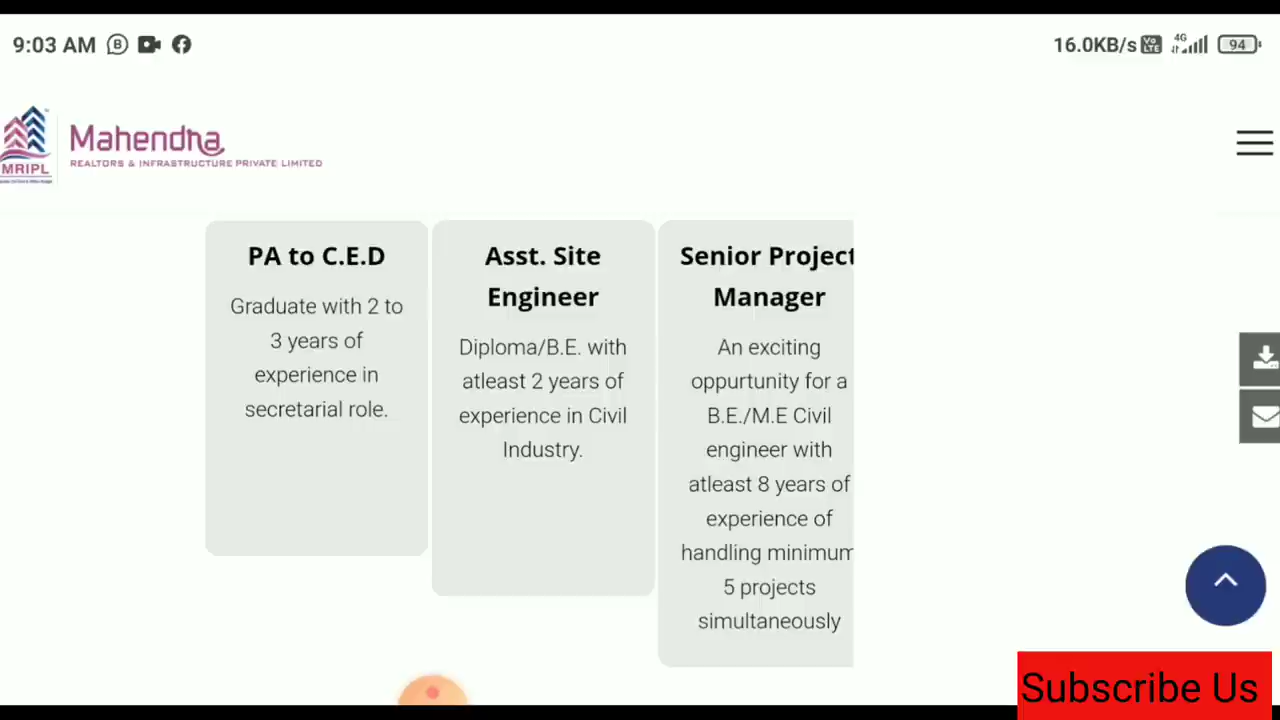 9:03 AM
16.0KB/s Vo LTE 4G 94
Mahendra
REALTORS & INFRASTRUCTURE PRIVATE LIMITED
MRIPL
PA to C.E.D
Graduate with 2 to
3 years of
experience in
secretarial role.
Asst. Site
Engineer
Diploma/B.E. with
atleast 2 years of
experience in Civil
Industry.
Senior Project
Manager
An exciting
oppurtunity for a
B.E./M.E Civil
engineer with
atleast 8 years of
experience of
handling minimum
5 projects
simultaneously
Subscribe Us